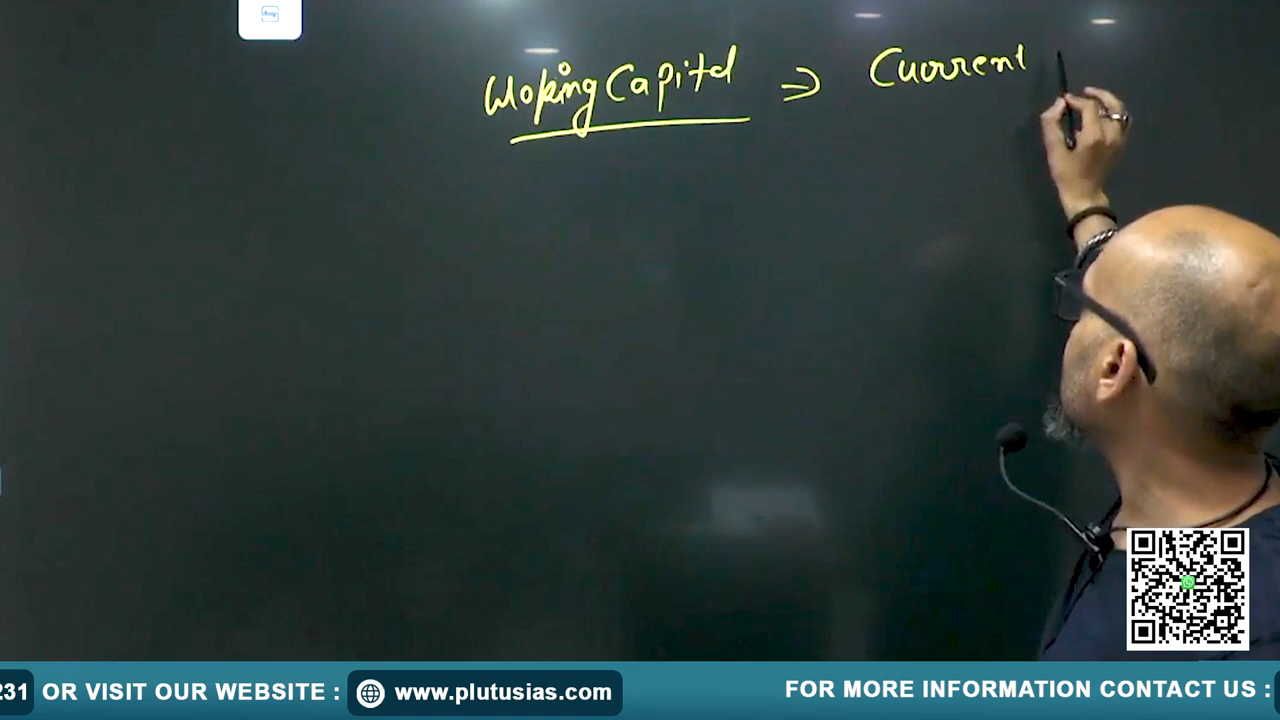 Woking Capital ⇒ Current
231 OR VISIT OUR WEBSITE : www.plutusias.com FOR MORE INFORMATION CONTACT US :